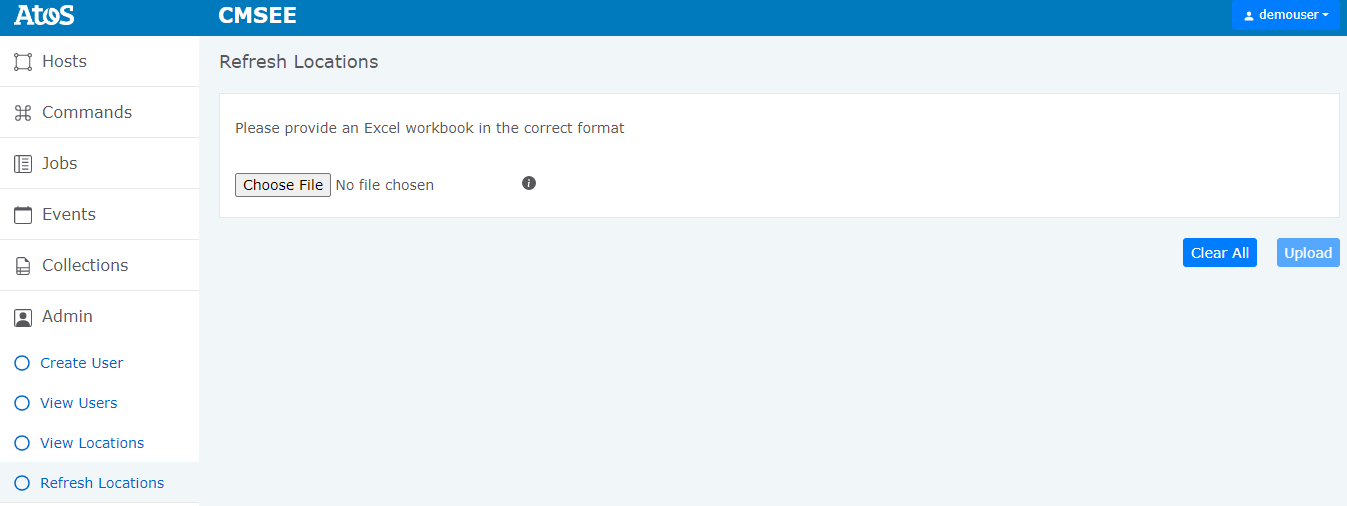 Atos
CMSEE
demouser
Hosts
Commands
Jobs
Events
Collections
Admin
Create User
View Users
View Locations
Refresh Locations
Refresh Locations
Please provide an Excel workbook in the correct format
Choose File No file chosen
Clear All
Upload